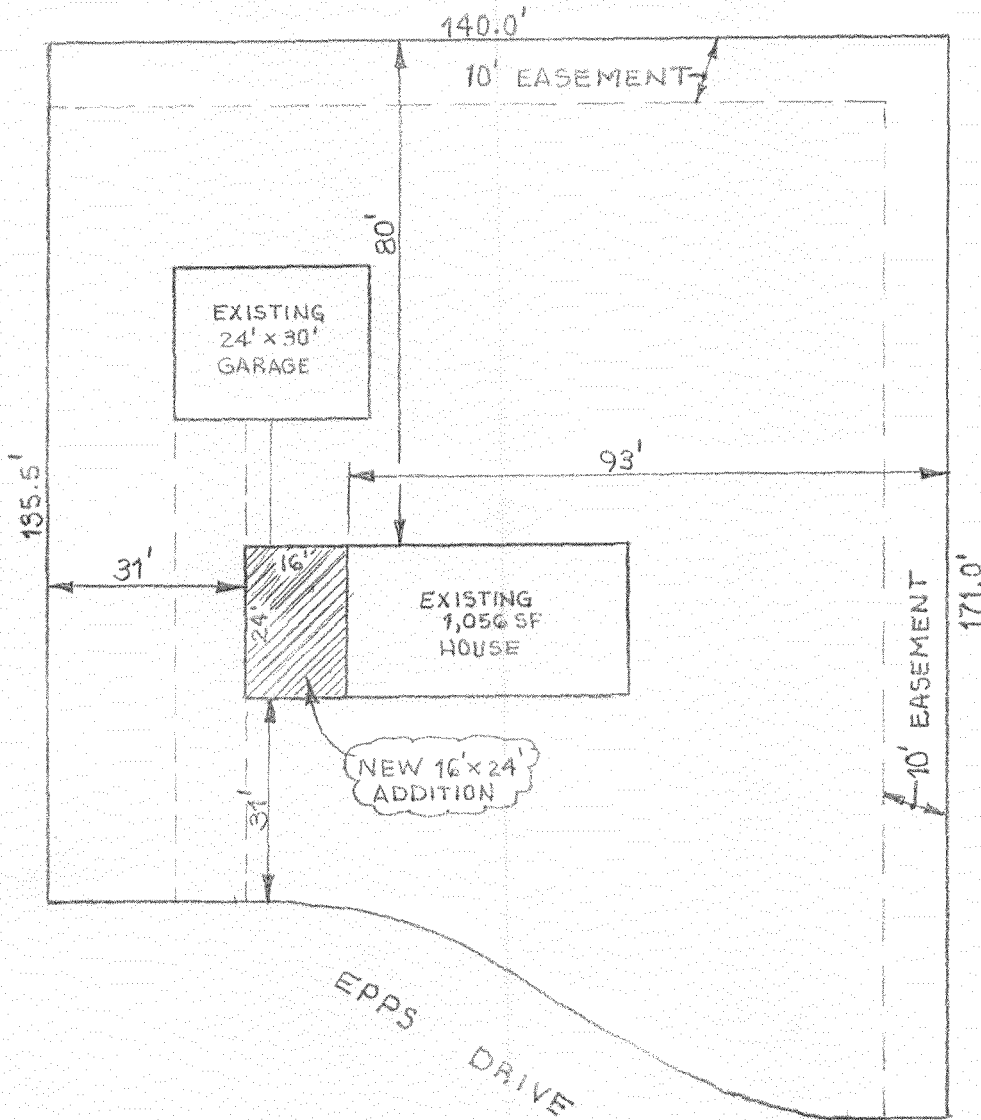 140.0'
10' EASEMENT
80'
EXISTING
24' x 30'
GARAGE
93'
135.5'
31'
16'
24'
EXISTING
1,056 SF
HOUSE
10' EASEMENT
171.0'
NEW 16'x24'
ADDITION
31'
EPPS DRIVE